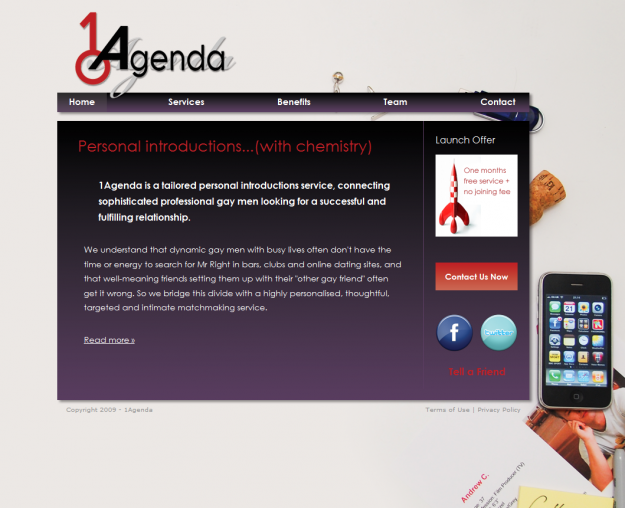 1Agenda
Home Services Benefits Team Contact
Personal introductions...(with chemistry)
1Agenda is a tailored personal introductions service, connecting
sophisticated professional gay men looking for a successful and
fulfilling relationship.
We understand that dynamic gay men with busy lives often don't have the
time or energy to search for Mr Right in bars, clubs and online dating sites, and
that well-meaning friends setting them up with their "other gay friend" often
get it wrong. So we bridge this divide with a highly personalised, thoughtful,
targeted and intimate matchmaking service.
Read more »
Launch Offer
One months
free service +
no joining fee
Contact Us Now
f
twitter
Tell a Friend
Copyright 2009 - 1Agenda
Terms of Use | Privacy Policy
Andrew C.
Film Producer (TV)